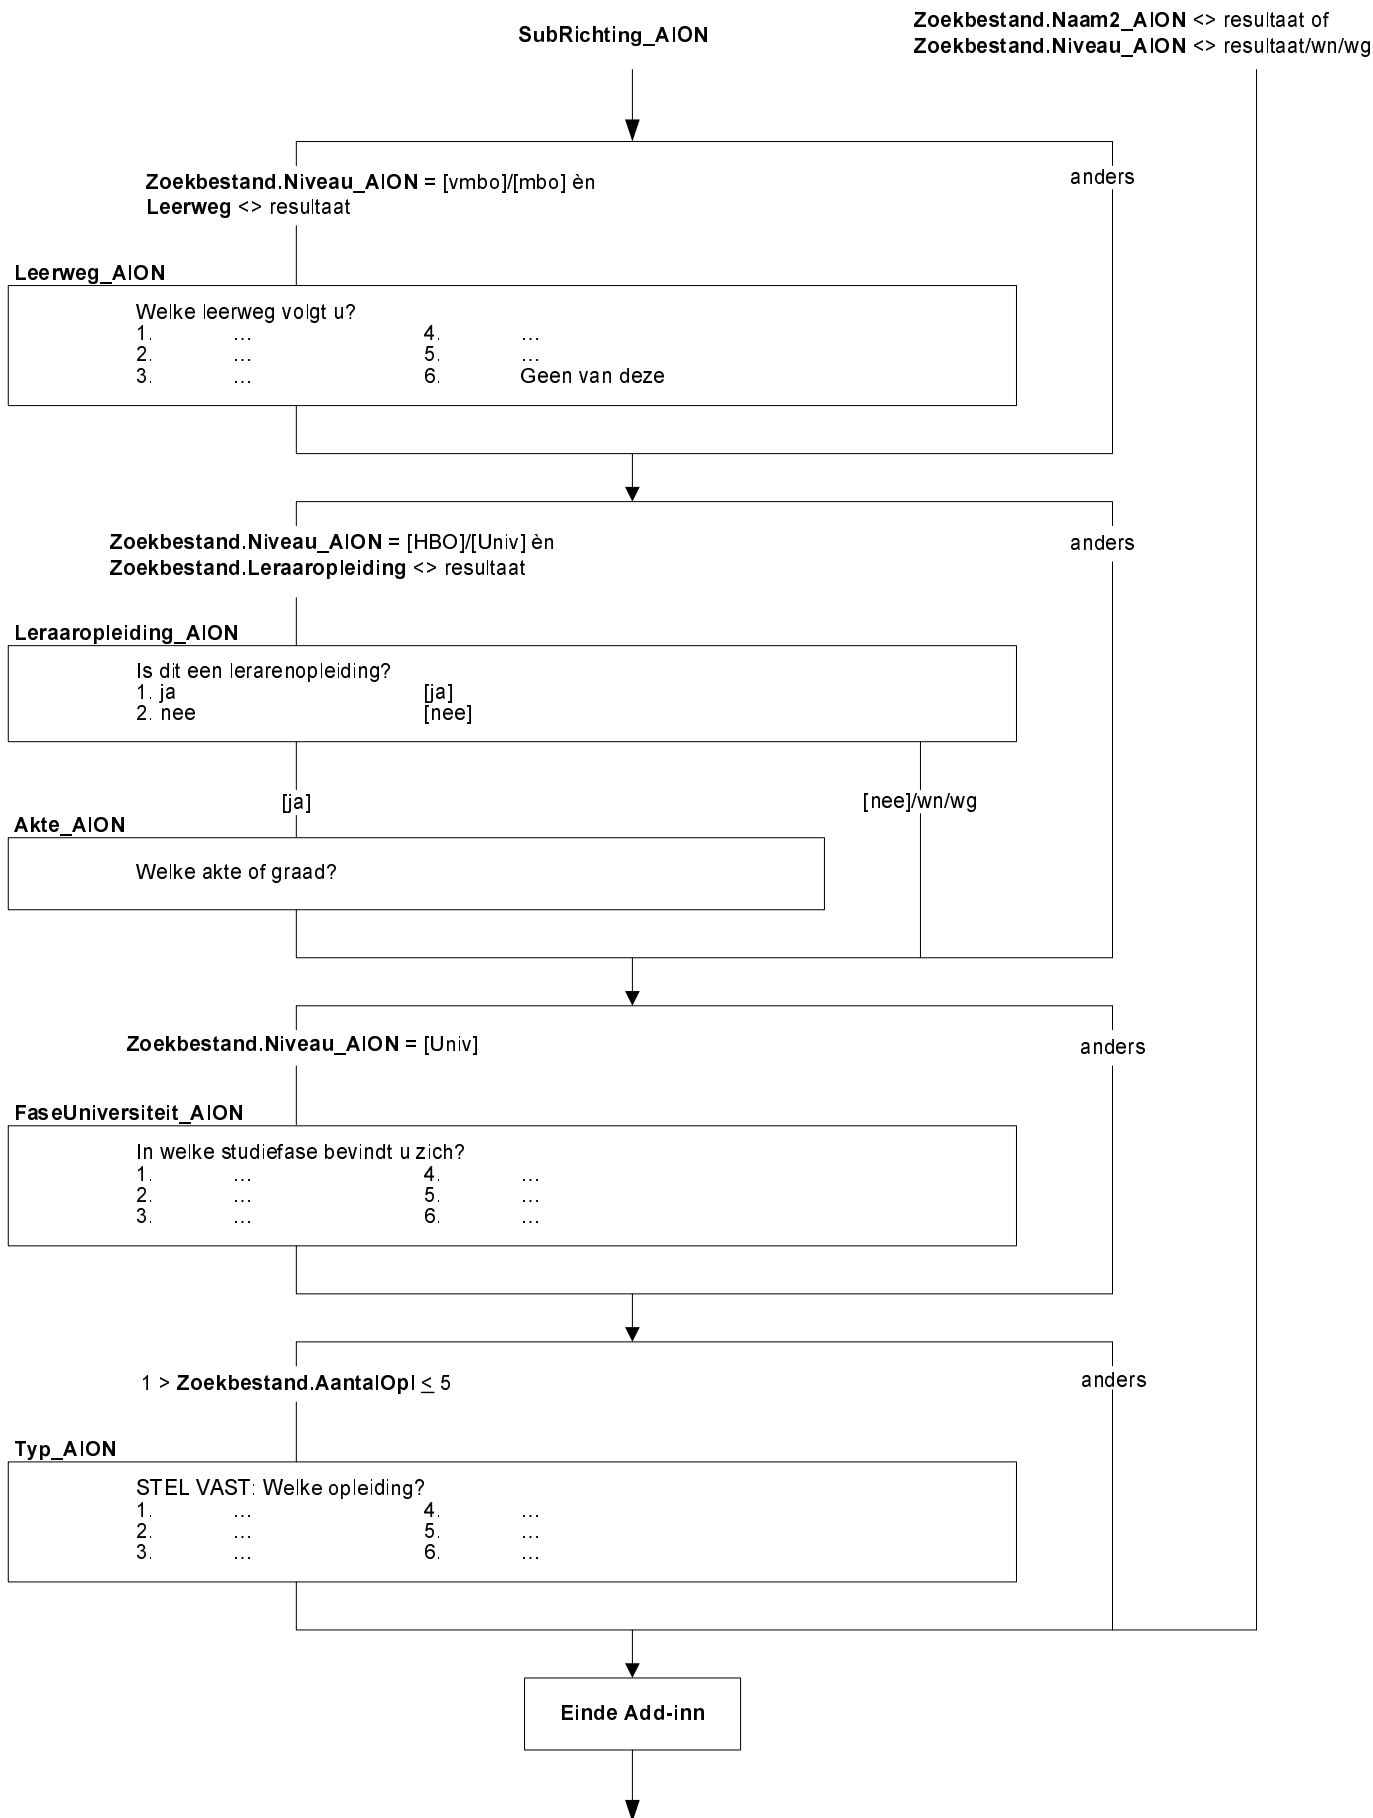 SubRichting_AION
Zoekbestand.Naam2_AION <> resultaat of
Zoekbestand.Niveau_AION <> resultaat/wn/wg
Zoekbestand.Niveau_AION = [vmbo]/[mbo] èn
Leerweg <> resultaat
anders
Leerweg_AION
Welke leerweg volgt u?
1. ... 4. ...
2. ... 5. ...
3. ... 6. Geen van deze
Zoekbestand.Niveau_AION = [HBO]/[Univ] èn
Zoekbestand.Leraaropleiding <> resultaat
anders
Leraaropleiding_AION
Is dit een lerarenopleiding?
1. ja [ja]
2. nee [nee]
[ja]
[nee]/wn/wg
Akte_AION
Welke akte of graad?
Zoekbestand.Niveau_AION = [Univ]
anders
FaseUniversiteit_AION
In welke studiefase bevindt u zich?
1. ... 4. ...
2. ... 5. ...
3. ... 6. ...
1 > Zoekbestand.AantalOpl ≤ 5
anders
Typ_AION
STEL VAST: Welke opleiding?
1. ... 4. ...
2. ... 5. ...
3. ... 6. ...
Einde Add-inn